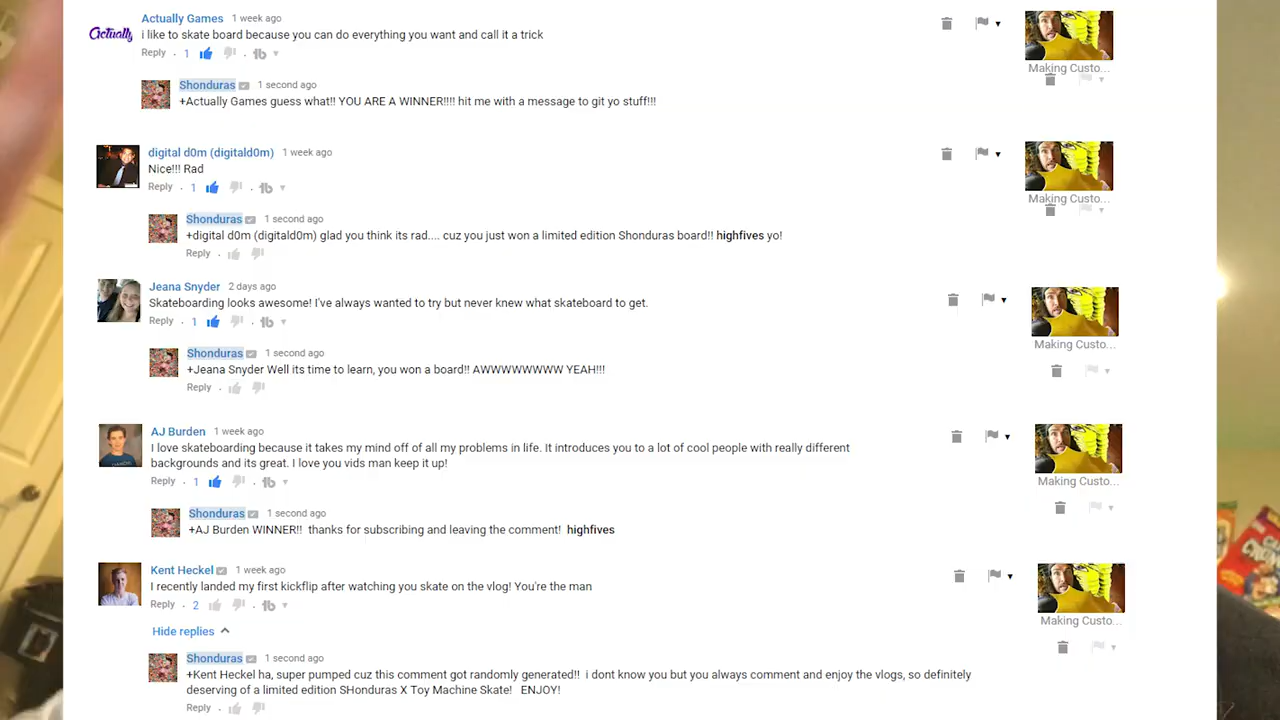 Actually
Actually Games 1 week ago
i like to skate board because you can do everything you want and call it a trick
Reply 1
Making Custo...
Shonduras 1 second ago
+Actually Games guess what!! YOU ARE A WINNER!!!! hit me with a message to git yo stuff!!!
digital d0m (digitald0m) 1 week ago
Nice!!! Rad
Reply 1
Making Custo...
Shonduras 1 second ago
+digital d0m (digitald0m) glad you think its rad.... cuz you just won a limited edition Shonduras board!! highfives yo!
Reply
Jeana Snyder 2 days ago
Skateboarding looks awesome! I've always wanted to try but never knew what skateboard to get.
Reply 1
Making Custo...
Shonduras 1 second ago
+Jeana Snyder Well its time to learn, you won a board!! AWWWWWWWW YEAH!!!
Reply
AJ Burden 1 week ago
I love skateboarding because it takes my mind off of all my problems in life. It introduces you to a lot of cool people with really different
backgrounds and its great. I love you vids man keep it up!
Reply 1
Making Custo...
Shonduras 1 second ago
+AJ Burden WINNER!! thanks for subscribing and leaving the comment! highfives
Kent Heckel 1 week ago
I recently landed my first kickflip after watching you skate on the vlog! You're the man
Reply 2
Making Custo...
Hide replies
Shonduras 1 second ago
+Kent Heckel ha, super pumped cuz this comment got randomly generated!! i dont know you but you always comment and enjoy the vlogs, so definitely
deserving of a limited edition SHonduras X Toy Machine Skate! ENJOY!
Reply